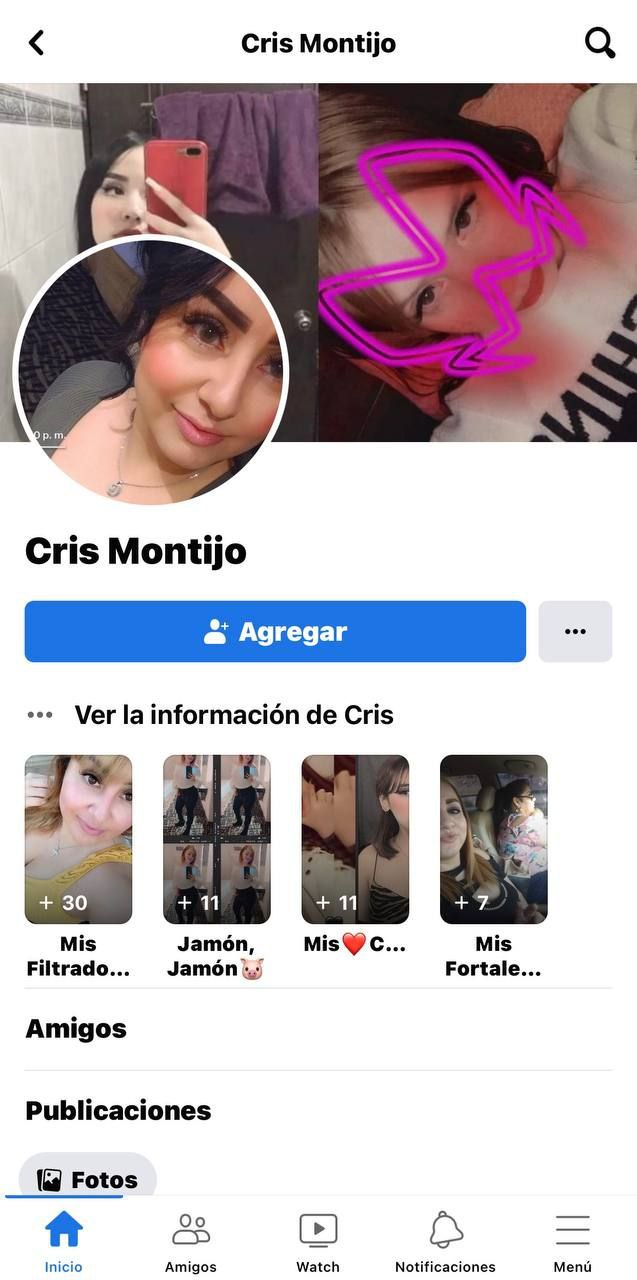 Cris Montijo
0 p. m.
Cris Montijo
Agregar
Ver la información de Cris
+ 30
+ 11
+ 11
+ 7
Mis
Filtrado...
Jamón,
Jamón🐷
Mis❤️C...
Mis
Fortale...
Amigos
Publicaciones
Fotos
Inicio
Amigos
Watch
Notificaciones
Menú